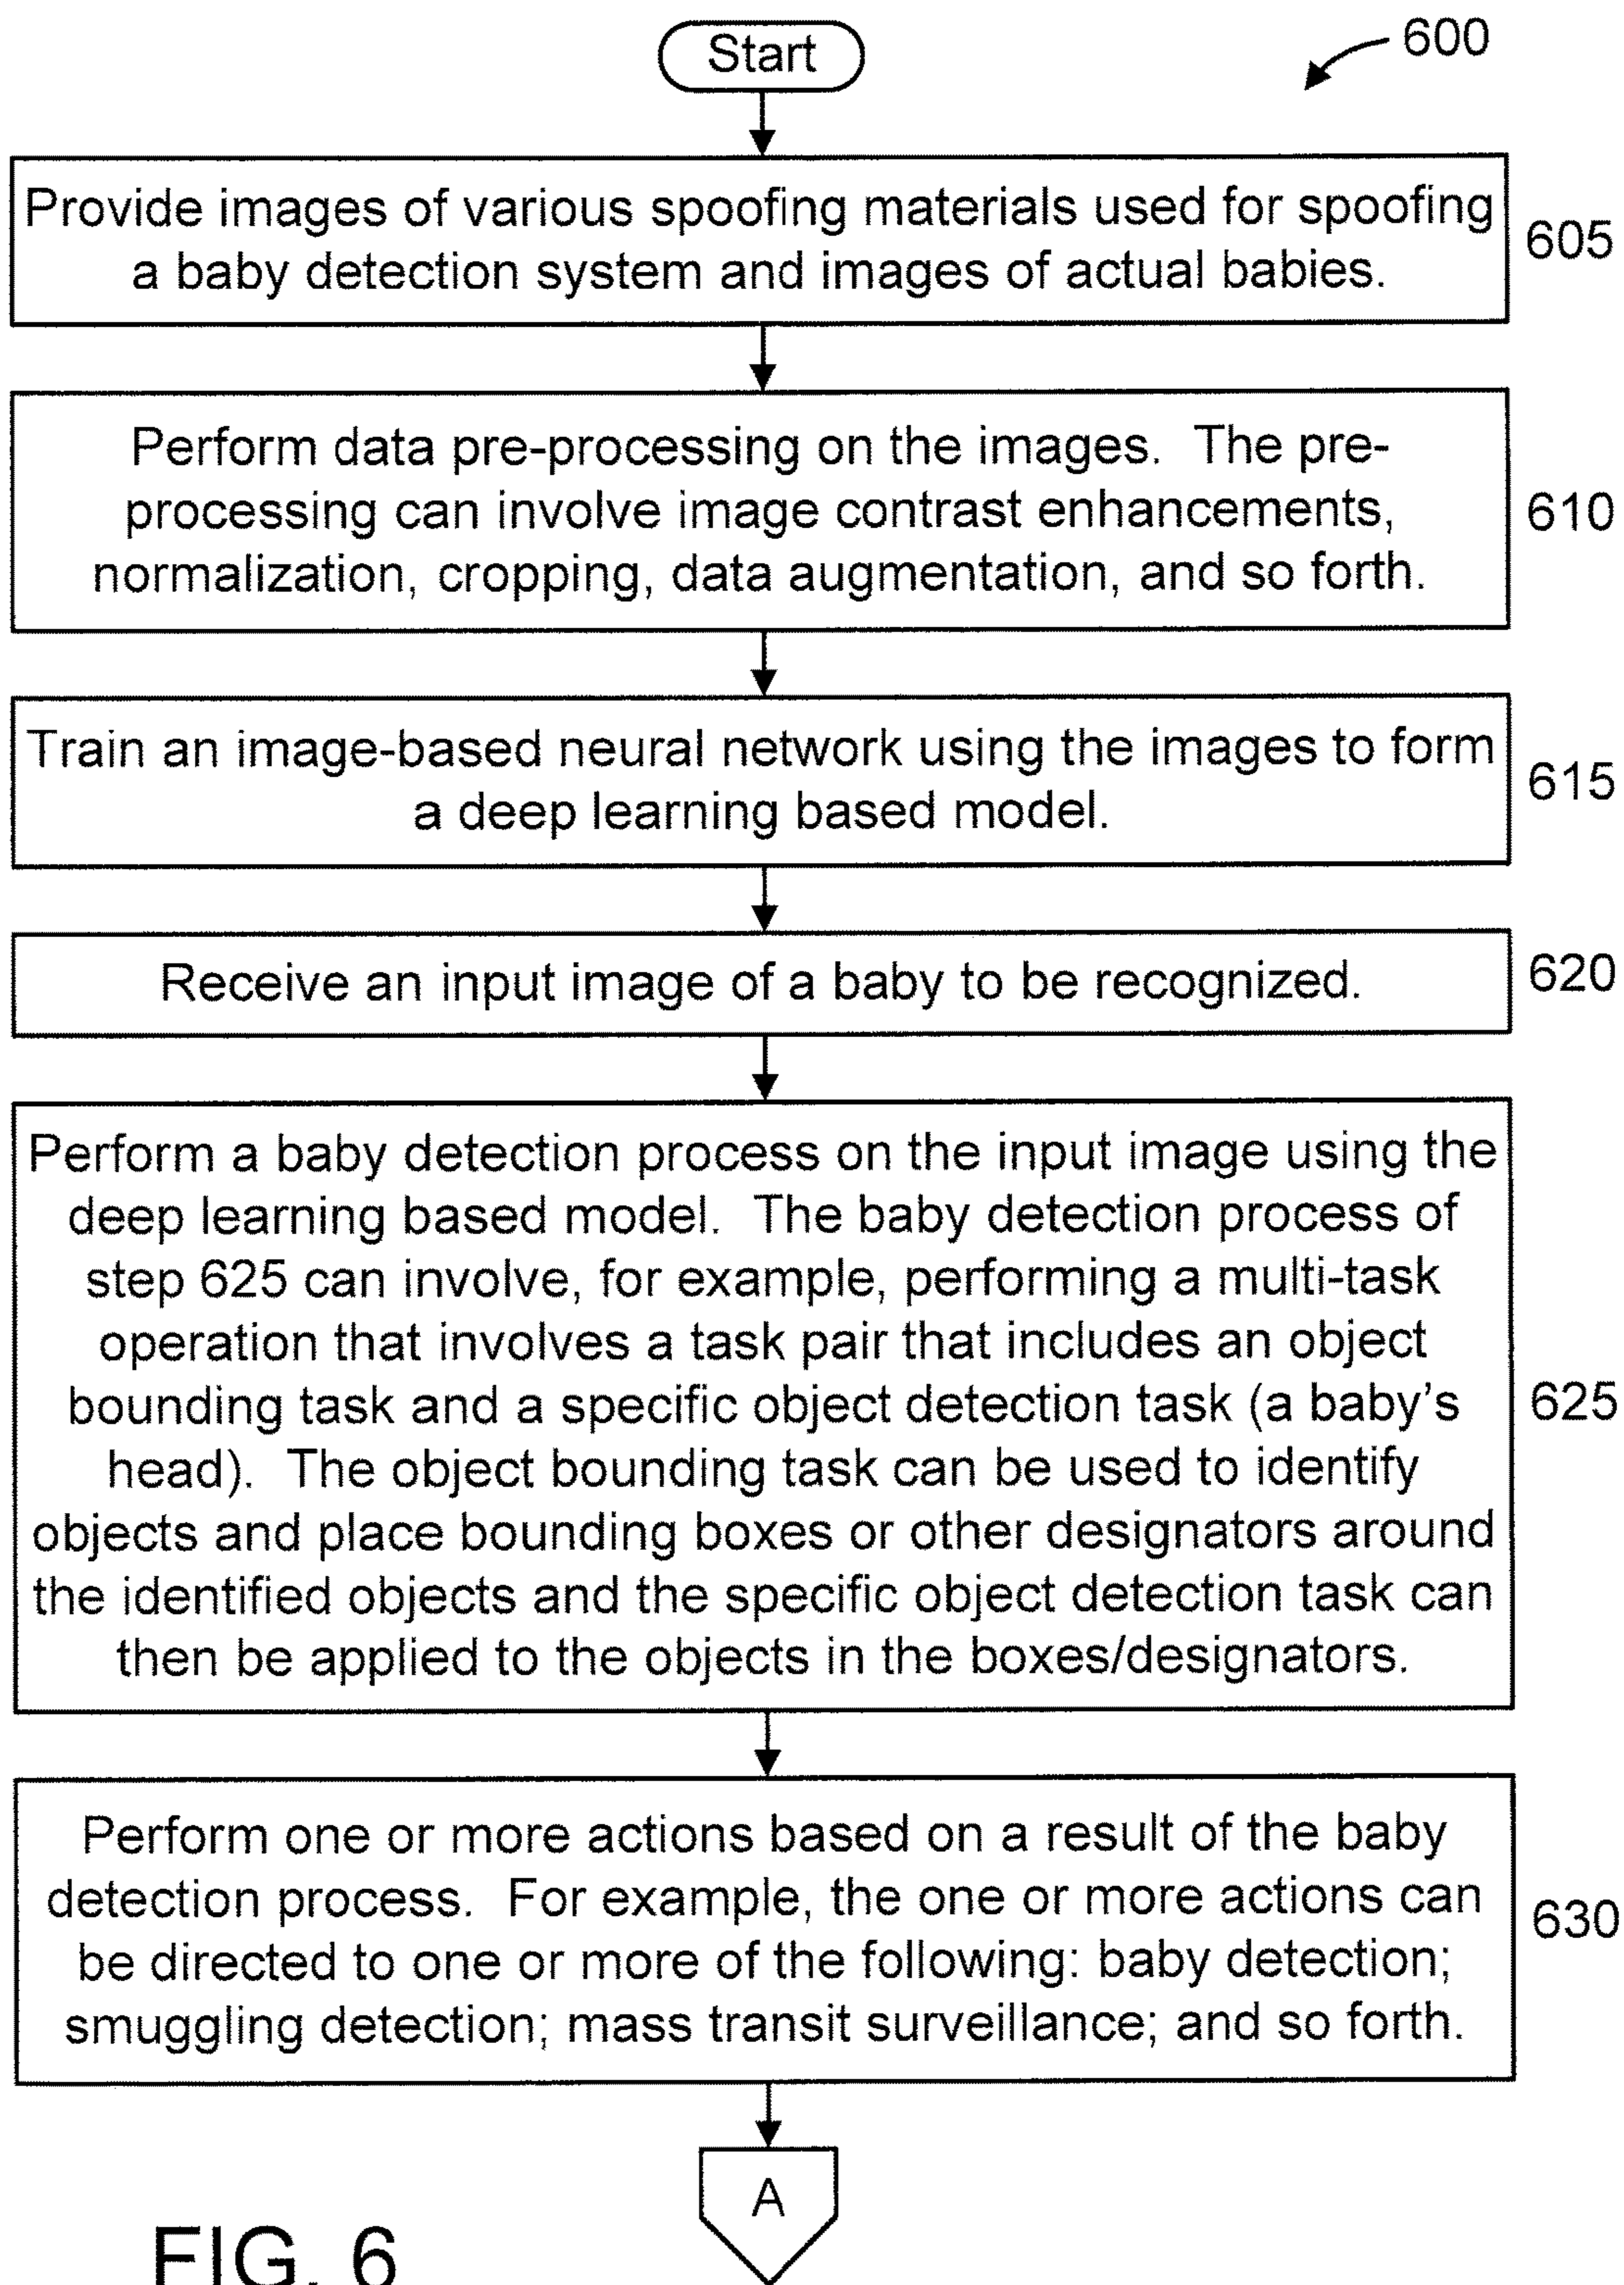 Start
600
Provide images of various spoofing materials used for spoofing
a baby detection system and images of actual babies.
605
Perform data pre-processing on the images. The pre-
processing can involve image contrast enhancements,
normalization, cropping, data augmentation, and so forth.
610
Train an image-based neural network using the images to form
a deep learning based model.
615
Receive an input image of a baby to be recognized.
620
Perform a baby detection process on the input image using the
deep learning based model. The baby detection process of
step 625 can involve, for example, performing a multi-task
operation that involves a task pair that includes an object
bounding task and a specific object detection task (a baby's
head). The object bounding task can be used to identify
objects and place bounding boxes or other designators around
the identified objects and the specific object detection task can
then be applied to the objects in the boxes/designators.
625
Perform one or more actions based on a result of the baby
detection process. For example, the one or more actions can
be directed to one or more of the following: baby detection;
smuggling detection; mass transit surveillance; and so forth.
630
A
FIG. 6